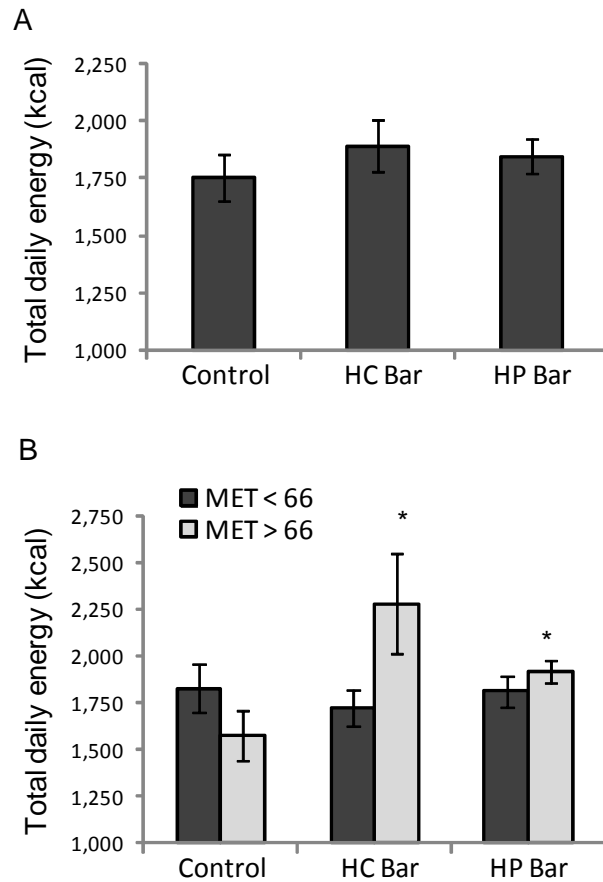 A
Total daily energy (kcal)
2,250
2,000
1,750
1,500
1,250
1,000
Control HC Bar HP Bar
B
MET < 66
MET > 66
Total daily energy (kcal)
2,750
2,500
2,250
2,000
1,750
1,500
1,250
1,000
*
*
Control HC Bar HP Bar